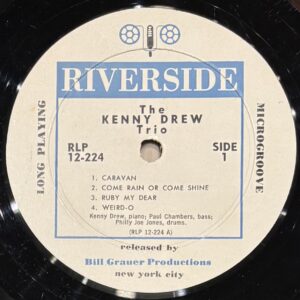 RIVERSIDE
LONG PLAYING
MICROGROOVE
The
KENNY DREW
Trio
RLP
12-224
SIDE
1
1. CARAVAN
2. COME RAIN OR COME SHINE
3. RUBY MY DEAR
4. WEIRD-O
Kenny Drew, piano; Paul Chambers, bass;
Philly Joe Jones, drums.
(RLP 12-224 A)
released by
Bill Grauer Productions
new york city